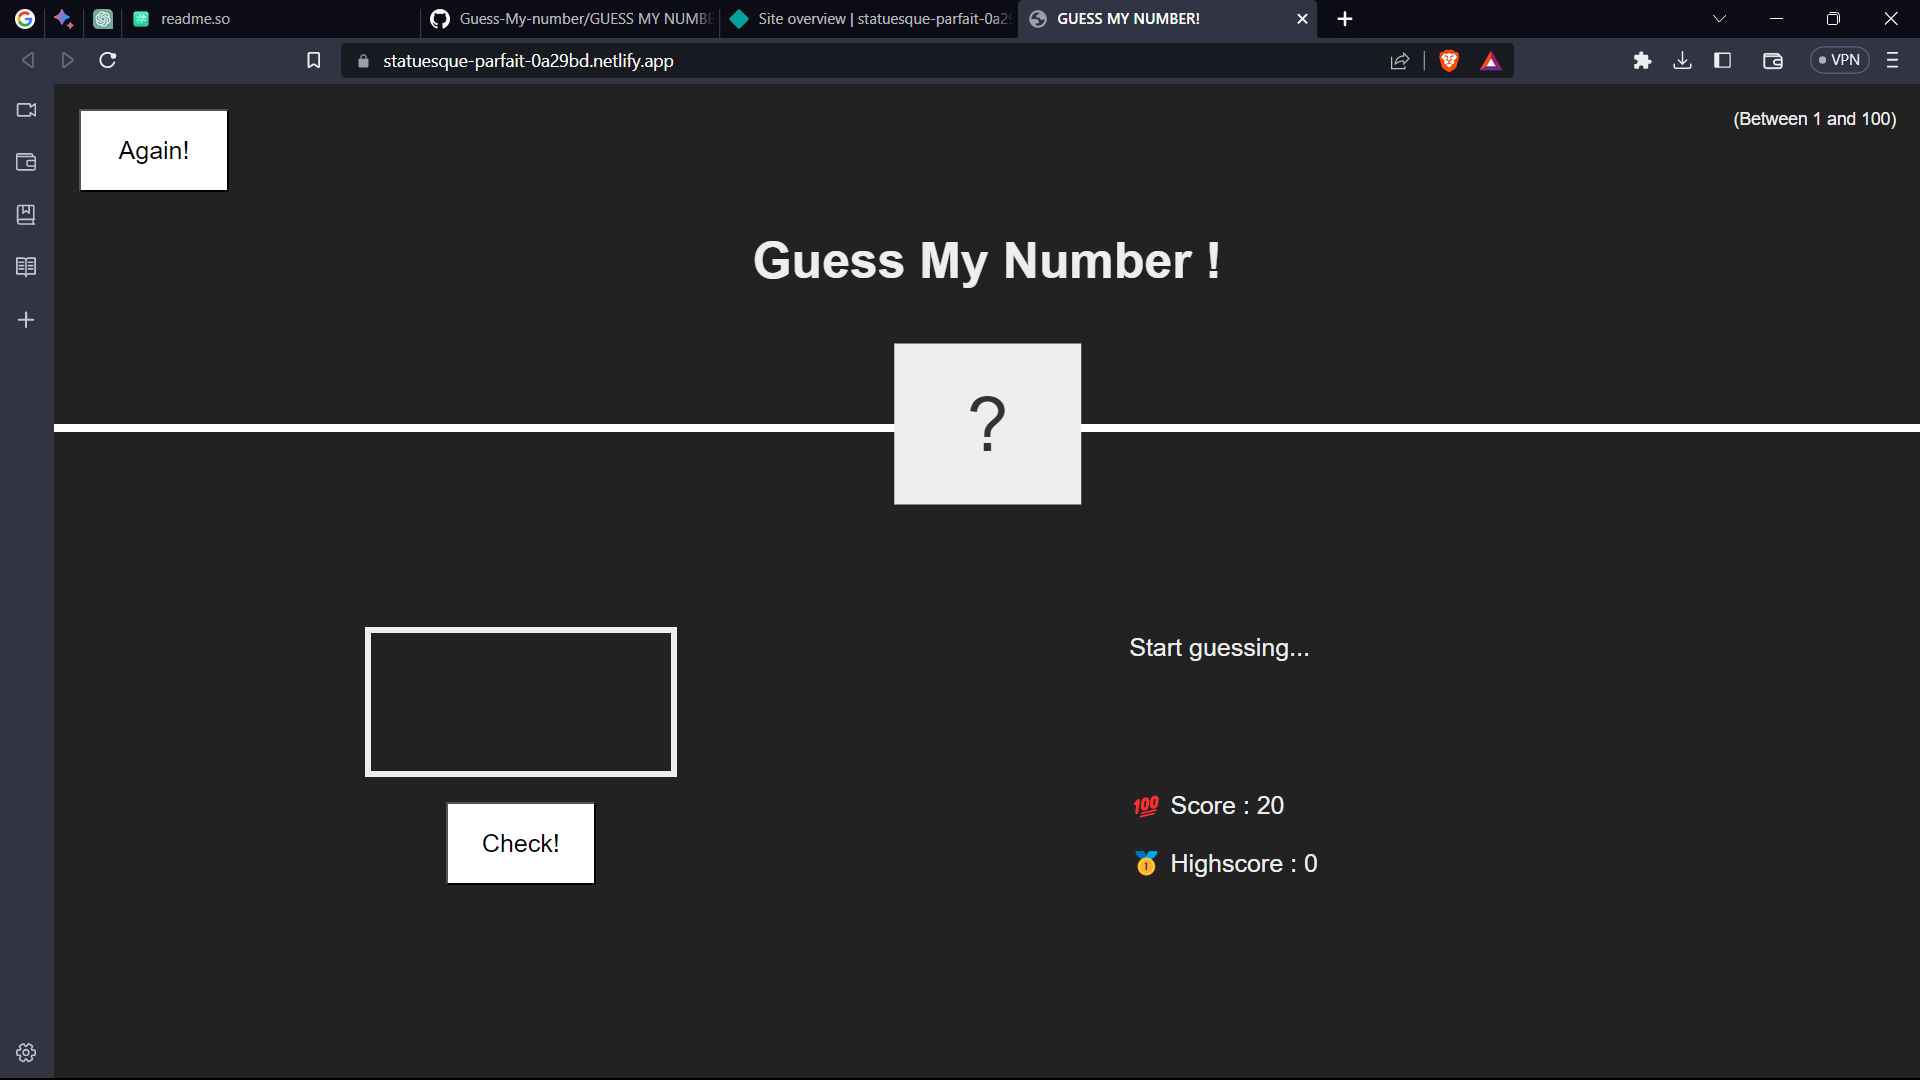 readme.so
Guess-My-number/GUESS MY NUMBE
Site overview | statuesque-parfait-0a29
GUESS MY NUMBER!
statuesque-parfait-0a29bd.netlify.app
VPN
Again!
(Between 1 and 100)
Guess My Number !
?
Start guessing...
💯 Score : 20
Check!
🥇 Highscore : 0